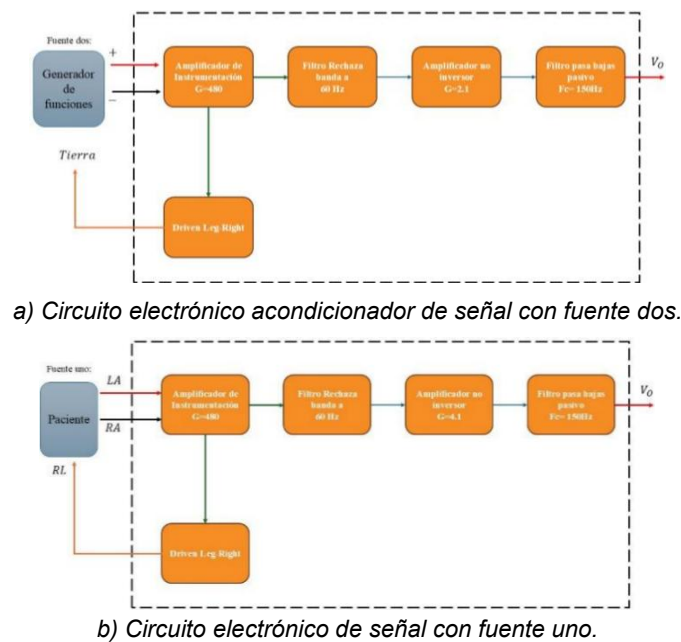 Fuente dos:
Generador
de
funciones
+
−
Amplificador de
Instrumentación
G=480
Filtro Rechaza
banda a
60 Hz
Amplificador no
inversor
G=2.1
Filtro pasa bajas
pasivo
Fc= 150Hz
V_O
Tierra
Driven Leg-Right
a) Circuito electrónico acondicionador de señal con fuente dos.
Fuente uno:
Paciente
LA
RA
RL
Amplificador de
Instrumentación
G=480
Filtro Rechaza
banda a
60 Hz
Amplificador no
inversor
G=4.1
Filtro pasa bajas
pasivo
Fc= 150Hz
V_O
Driven Leg-Right
b) Circuito electrónico de señal con fuente uno.